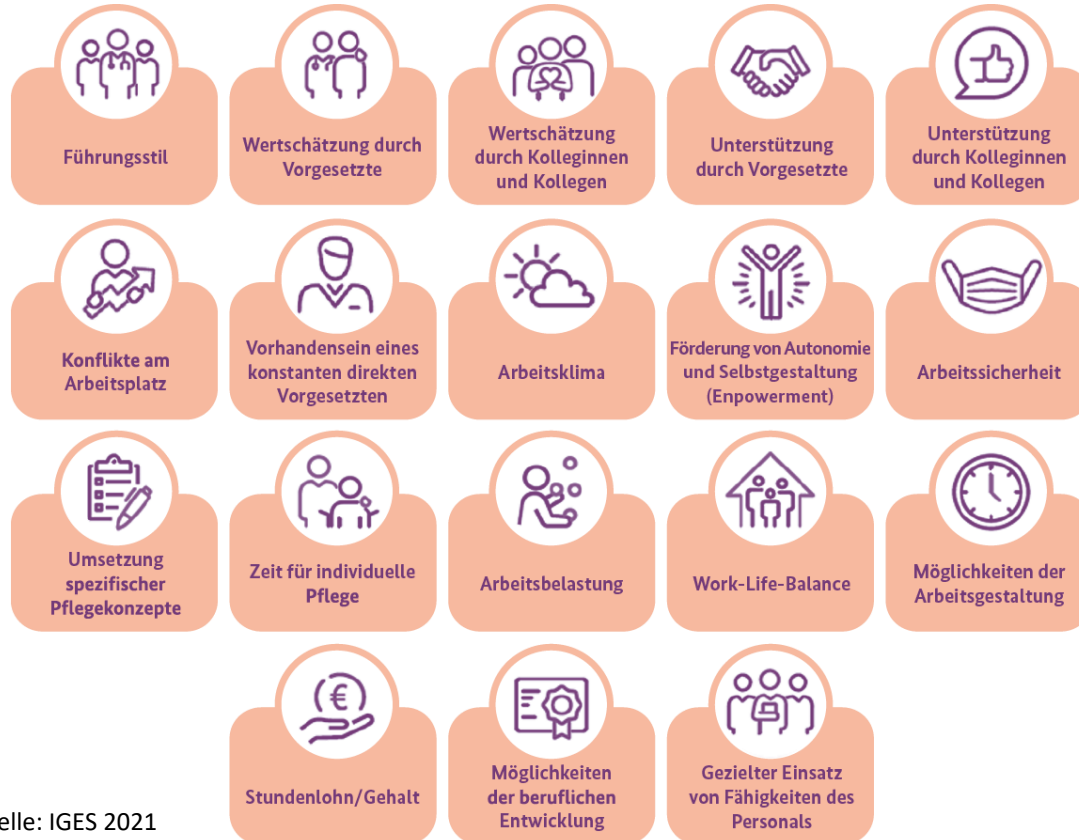 Führungsstil
Wertschätzung durch
Vorgesetzte
Wertschätzung
durch Kolleginnen
und Kollegen
Unterstützung
durch Vorgesetzte
Unterstützung
durch Kolleginnen
und Kollegen
Konflikte am
Arbeitsplatz
Vorhandensein eines
konstanten direkten
Vorgesetzten
Arbeitsklima
Förderung von Autonomie
und Selbstgestaltung
(Enpowerment)
Arbeitssicherheit
Umsetzung
spezifischer
Pflegekonzepte
Zeit für individuelle
Pflege
Arbeitsbelastung
Work-Life-Balance
Möglichkeiten der
Arbeitsgestaltung
€
Stundenlohn/Gehalt
Möglichkeiten
der beruflichen
Entwicklung
Gezielter Einsatz
von Fähigkeiten des
Personals
elle: IGES 2021